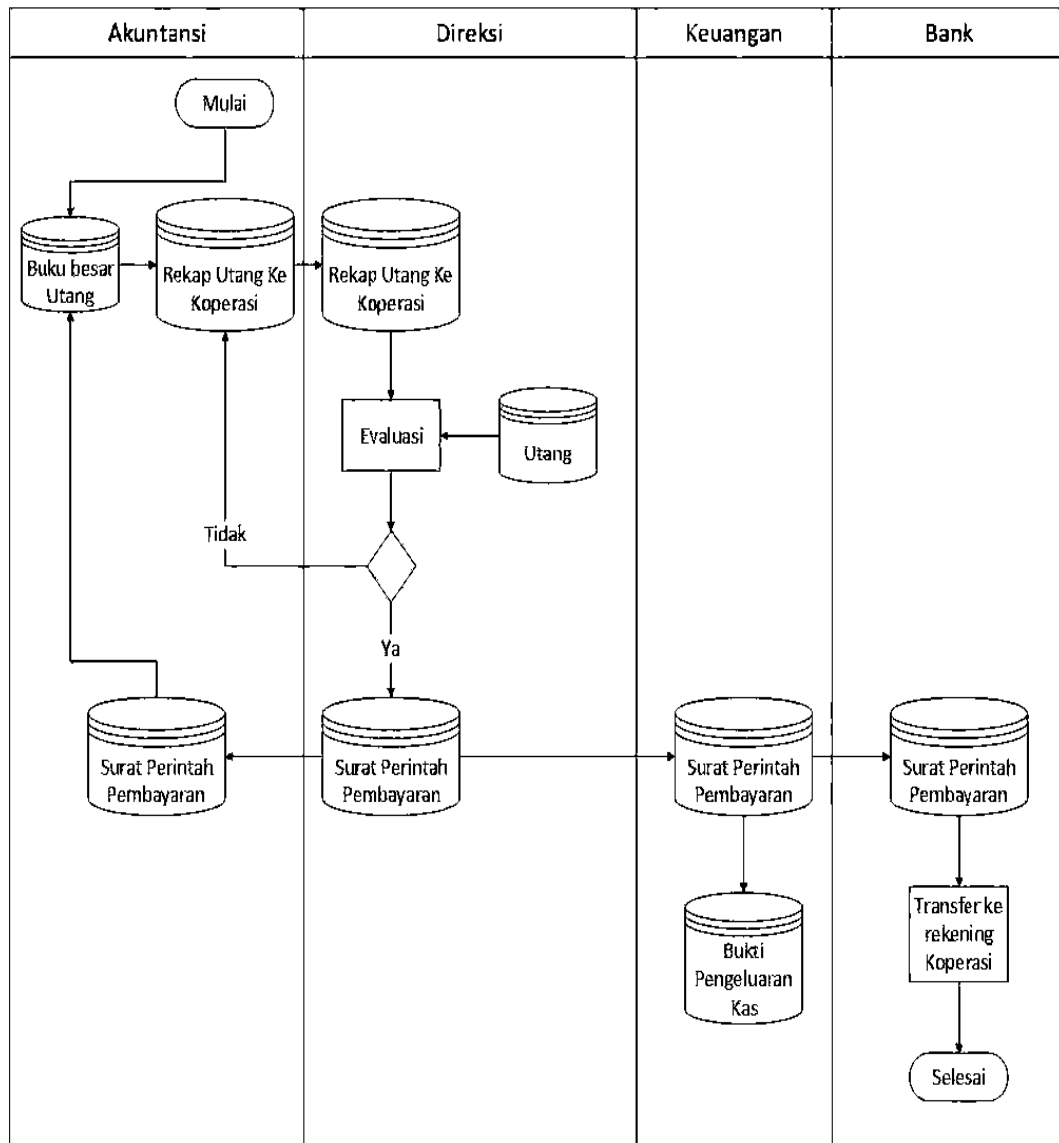 Akuntansi
Direksi
Keuangan
Bank
Mulai
Buku besar
Utang
Rekap Utang Ke
Koperasi
Rekap Utang Ke
Koperasi
Evaluasi
Utang
Tidak
Ya
Surat Perintah
Pembayaran
Surat Perintah
Pembayaran
Surat Perintah
Pembayaran
Surat Perintah
Pembayaran
Bukti
Pengeluaran
Kas
Transfer ke
rekening
Koperasi
Selesai